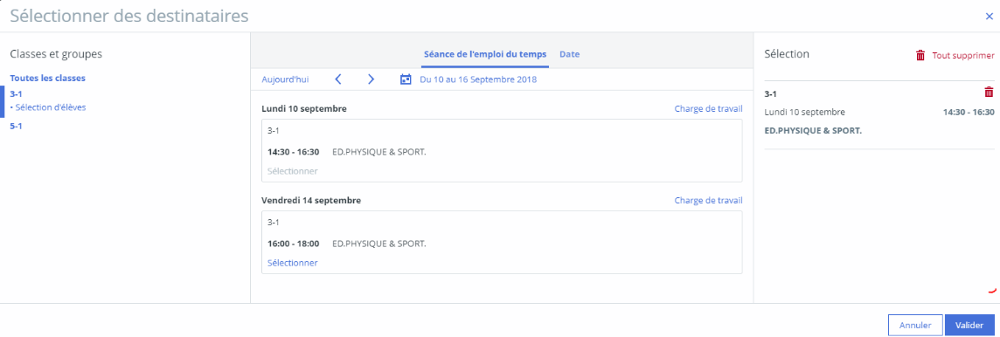 Sélectionner des destinataires
Classes et groupes
Toutes les classes
3-1
• Sélection d'élèves
5-1
Séance de l'emploi du temps Date
Aujourd'hui Du 10 au 16 Septembre 2018
Lundi 10 septembre Charge de travail
3-1
14:30 - 16:30 ED.PHYSIQUE & SPORT.
Sélectionner
Vendredi 14 septembre Charge de travail
3-1
16:00 - 18:00 ED.PHYSIQUE & SPORT.
Sélectionner
Sélection Tout supprimer
3-1
Lundi 10 septembre 14:30 - 16:30
ED.PHYSIQUE & SPORT.
Annuler Valider